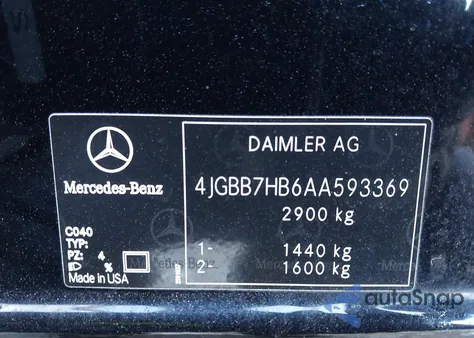 DAIMLER AG
Mercedes-Benz
4JGBB7HB6AA593369
2900 kg
C040
TYP:
PZ: 4
%
Made in USA
1- 1440 kg
2- 1600 kg
autoSnap